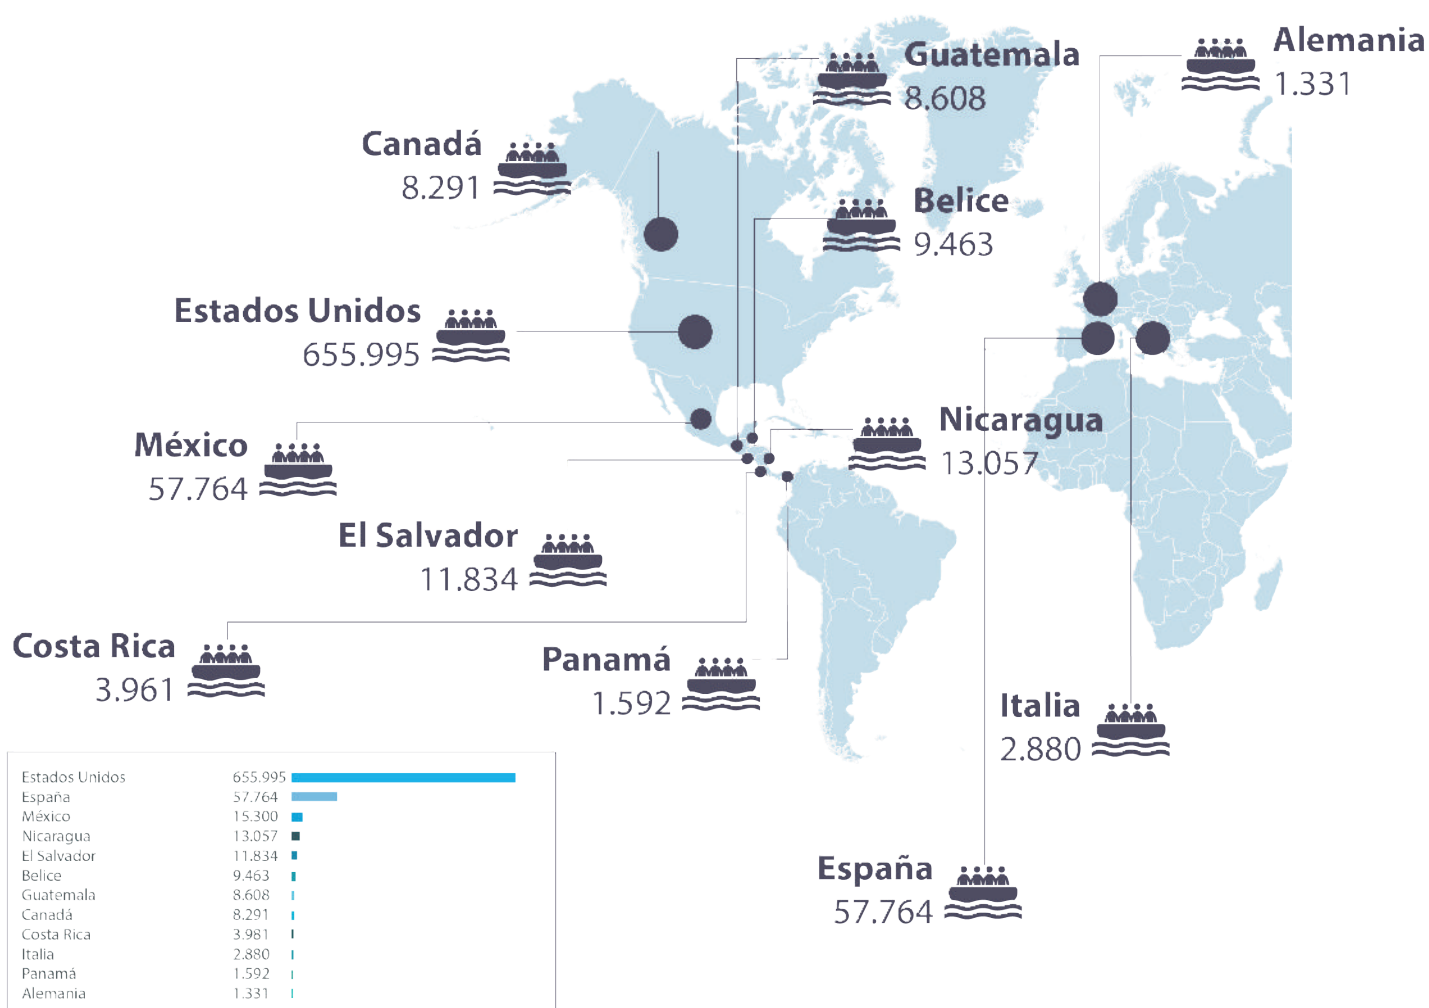 Guatemala
8.608
Alemania
1.331
Canadá
8.291
Belice
9.463
Estados Unidos
655.995
Nicaragua
13.057
México
57.764
El Salvador
11.834
Costa Rica
3.961
Panamá
1.592
Italia
2.880
España
57.764
Estados Unidos 655.995
España 57.764
México 15.300
Nicaragua 13.057
El Salvador 11.834
Belice 9.463
Guatemala 8.608
Canadá 8.291
Costa Rica 3.981
Italia 2.880
Panamá 1.592
Alemania 1.331